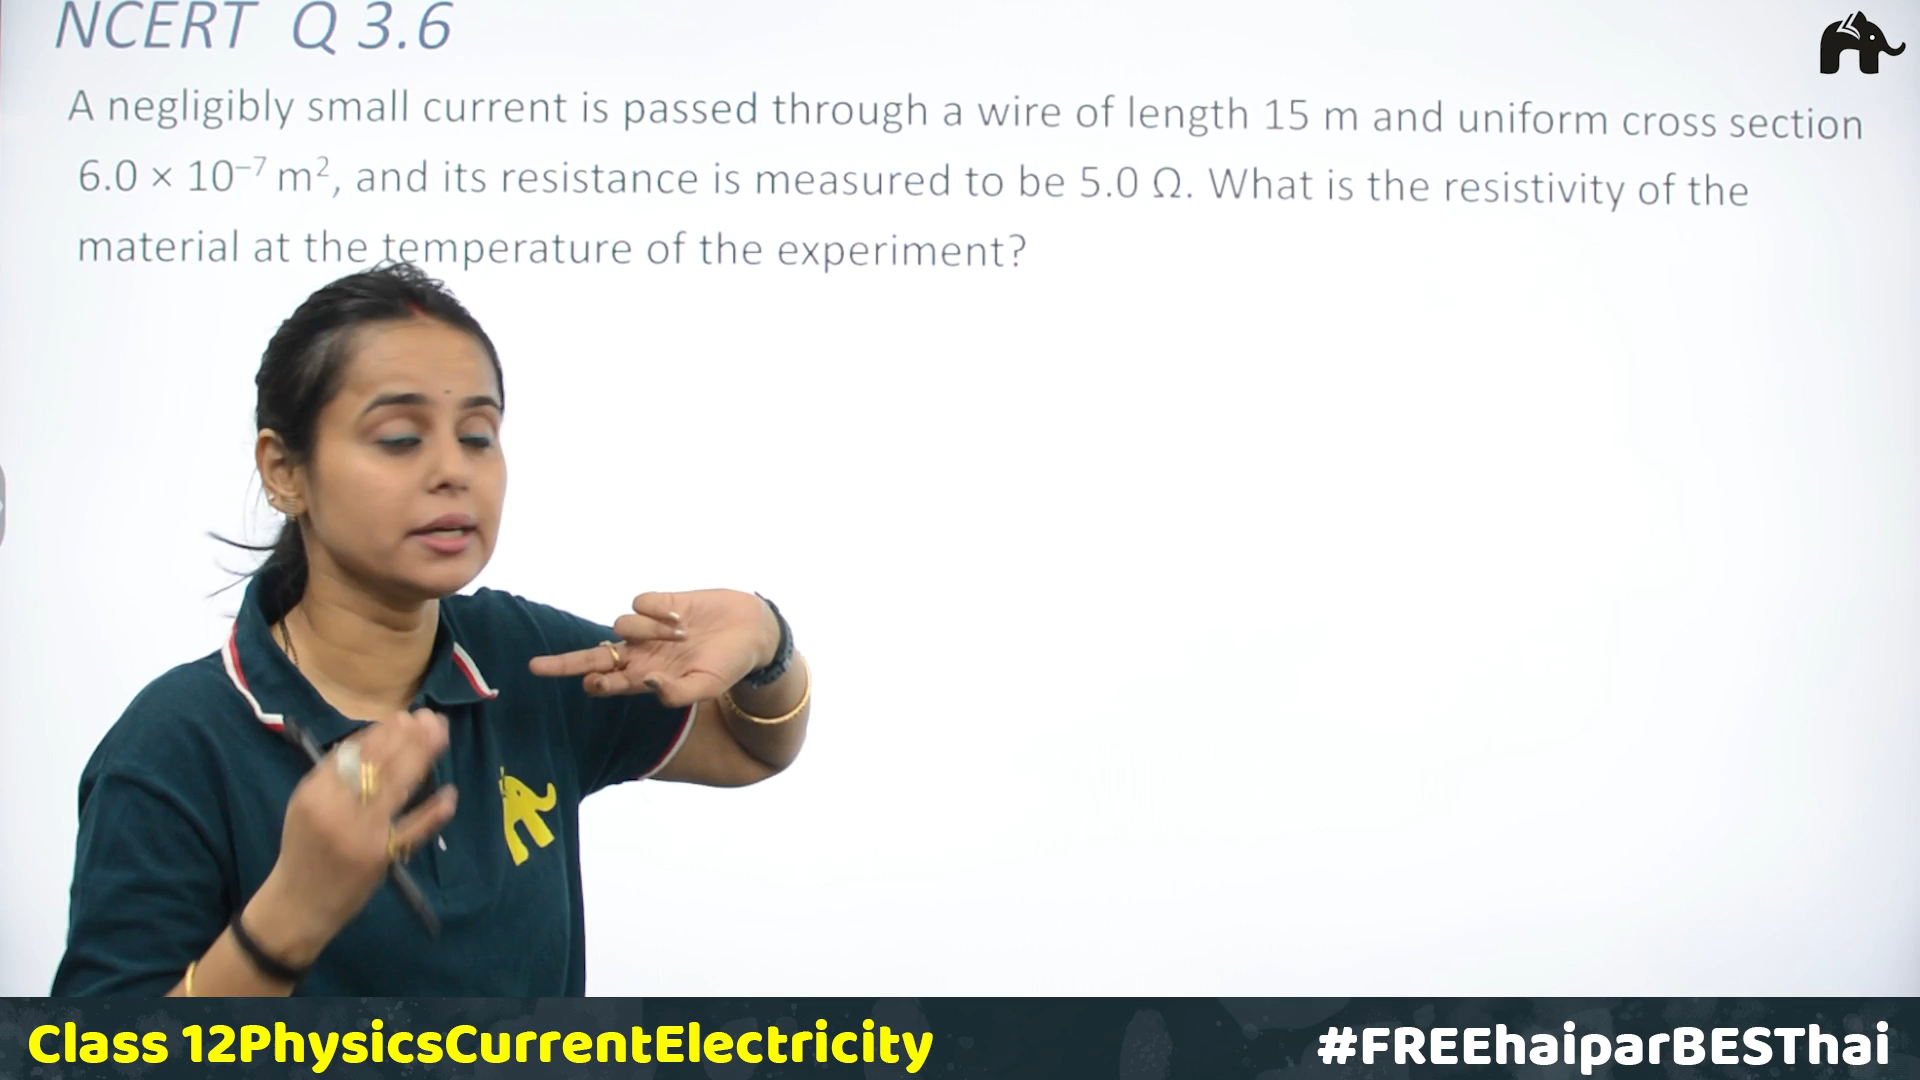 NCERT Q 3.6
A negligibly small current is passed through a wire of length 15 m and uniform cross section
6.0 × 10⁻⁷ m², and its resistance is measured to be 5.0 Ω. What is the resistivity of the
material at the temperature of the experiment?
Class 12PhysicsCurrentElectricity
#FREEhaiparBESThai